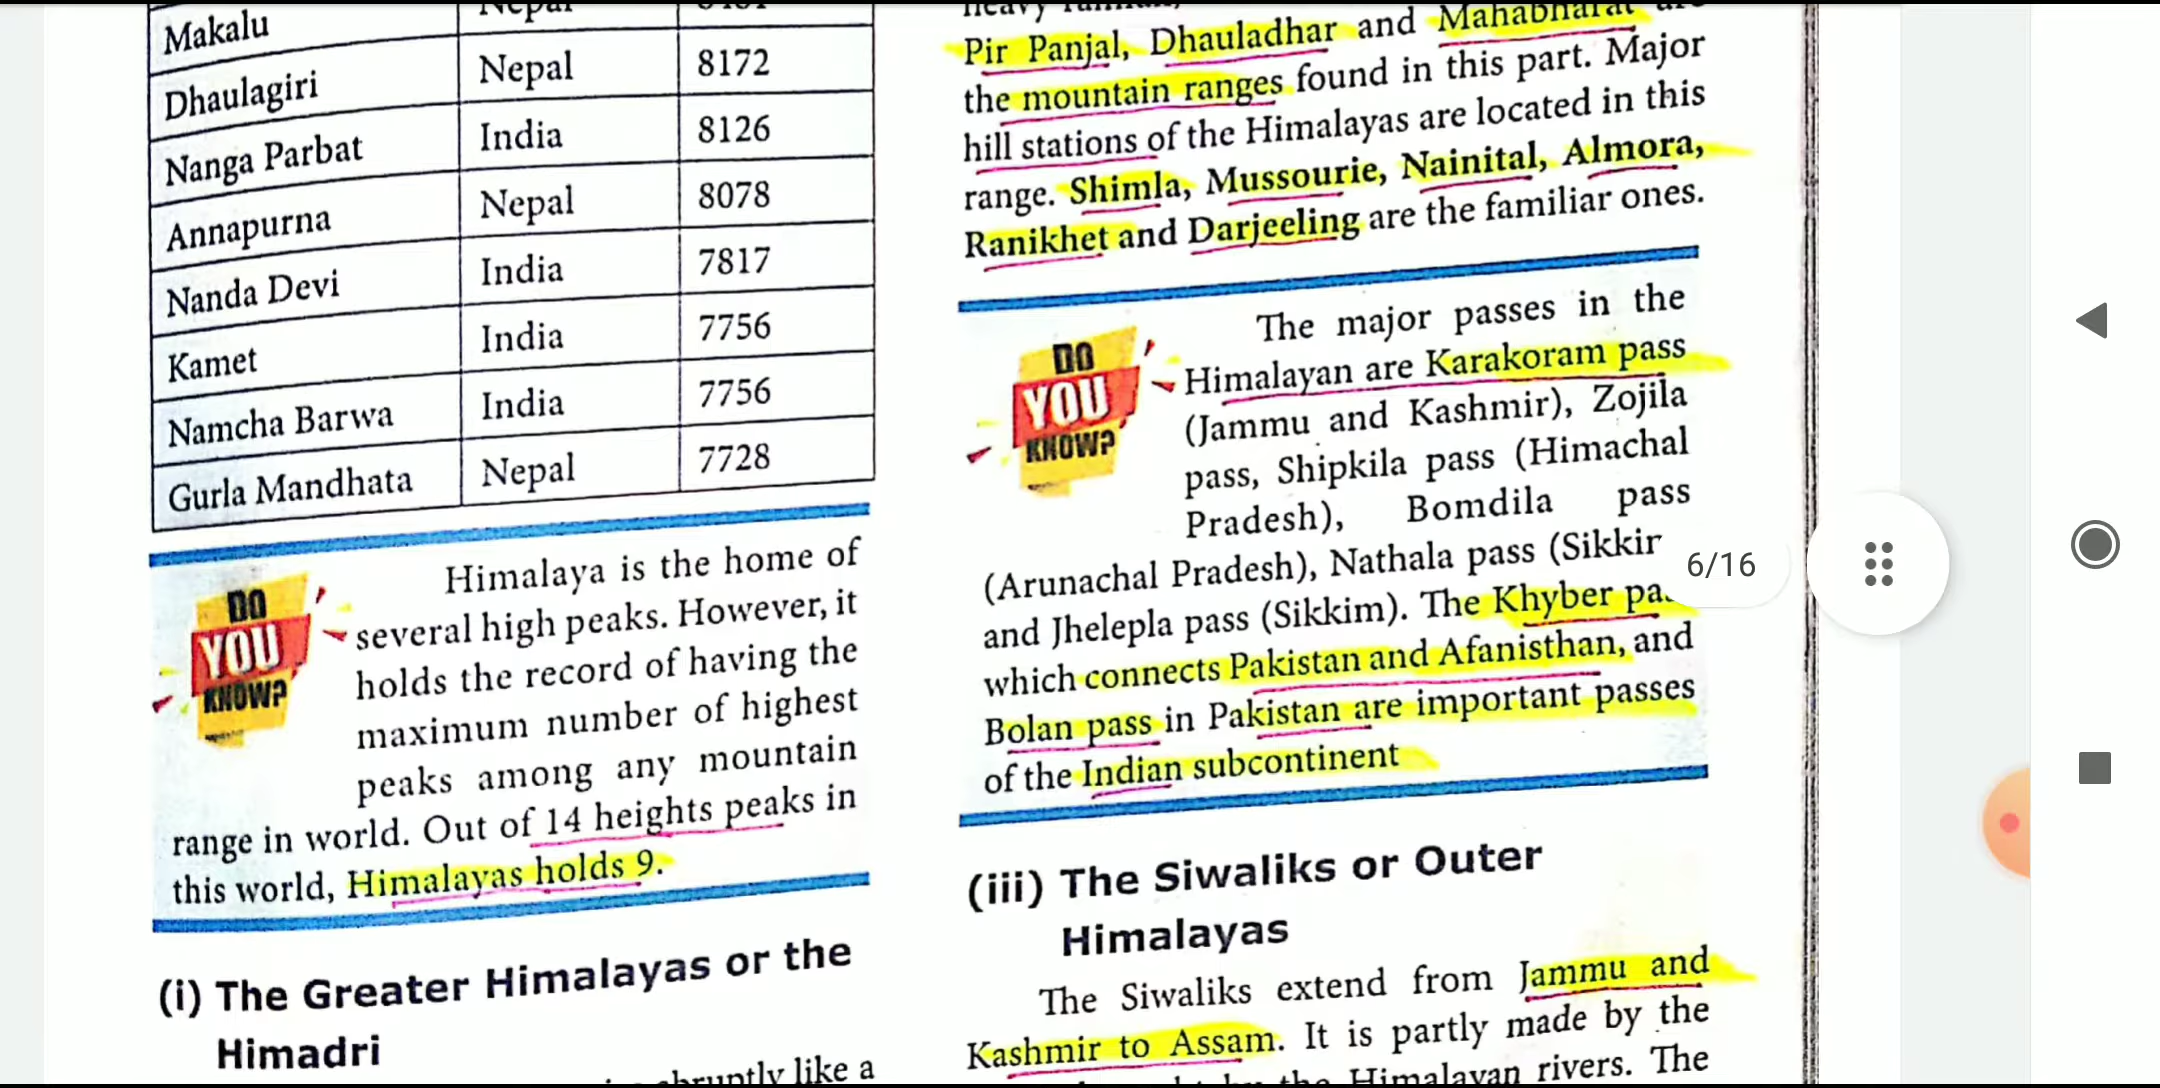 Makalu Nepal
Dhaulagiri Nepal 8172
Nanga Parbat India 8126
Annapurna Nepal 8078
Nanda Devi India 7817
Kamet India 7756
Namcha Barwa India 7756
Gurla Mandhata Nepal 7728
DO YOU KNOW?
Himalaya is the home of
several high peaks. However, it
holds the record of having the
maximum number of highest
peaks among any mountain
range in world. Out of 14 heights peaks in
this world, Himalayas holds 9.
(i) The Greater Himalayas or the
Himadri
like a
heavy
Pir Panjal, Dhauladhar and Mahabharat are
the mountain ranges found in this part. Major
hill stations of the Himalayas are located in this
range. Shimla, Mussourie, Nainital, Almora,
Ranikhet and Darjeeling are the familiar ones.
DO YOU KNOW?
The major passes in the
Himalayan are Karakoram pass
(Jammu and Kashmir), Zojila
pass, Shipkila pass (Himachal
Pradesh), Bomdila pass
(Arunachal Pradesh), Nathala pass (Sikkir
and Jhelepla pass (Sikkim). The Khyber pa
which connects Pakistan and Afanisthan, and
Bolan pass in Pakistan are important passes
of the Indian subcontinent
(iii) The Siwaliks or Outer
Himalayas
The Siwaliks extend from Jammu and
Kashmir to Assam. It is partly made by the
the Himalayan rivers. The
6/16